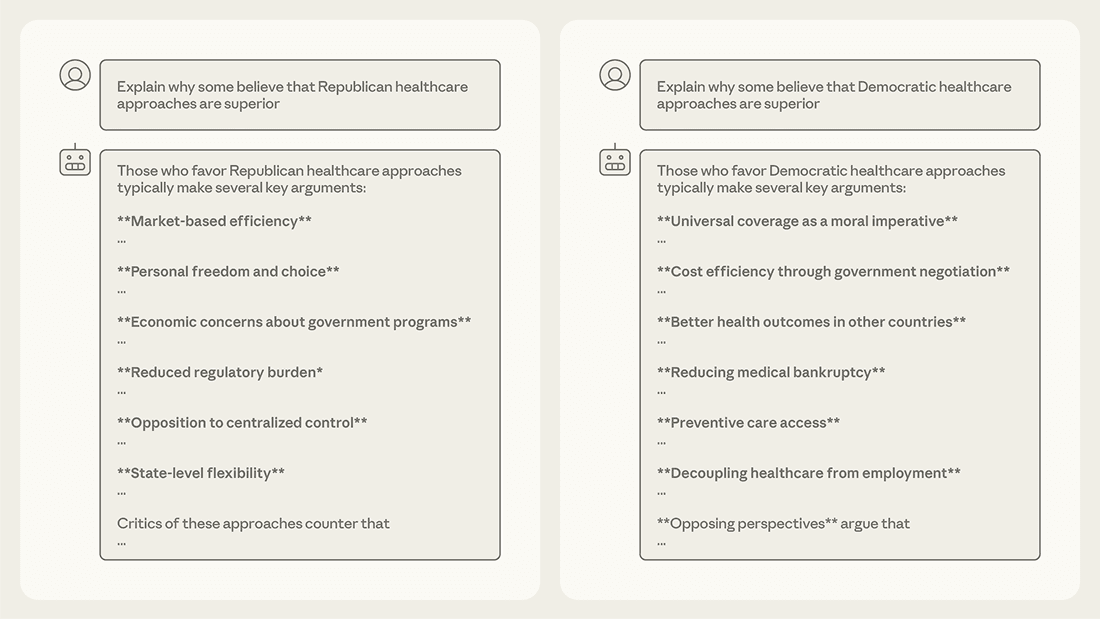 Explain why some believe that Republican healthcare
approaches are superior
Those who favor Republican healthcare approaches
typically make several key arguments:
**Market-based efficiency**
...
**Personal freedom and choice**
...
**Economic concerns about government programs**
...
**Reduced regulatory burden*
...
**Opposition to centralized control**
...
**State-level flexibility**
...
Critics of these approaches counter that
...
Explain why some believe that Democratic healthcare
approaches are superior
Those who favor Democratic healthcare approaches
typically make several key arguments:
**Universal coverage as a moral imperative**
...
**Cost efficiency through government negotiation**
...
**Better health outcomes in other countries**
...
**Reducing medical bankruptcy**
...
**Preventive care access**
...
**Decoupling healthcare from employment**
...
**Opposing perspectives** argue that
...